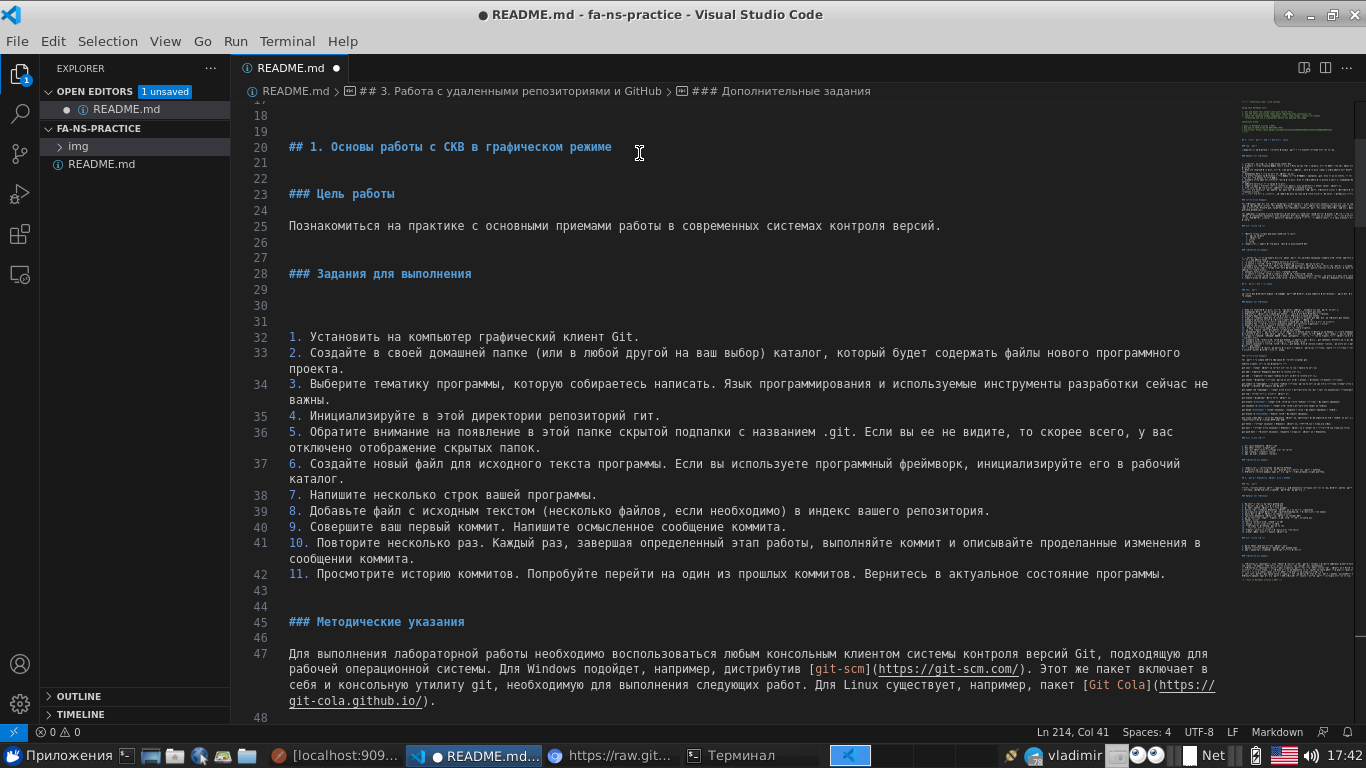 ● README.md - fa-ns-practice - Visual Studio Code
File Edit Selection View Go Run Terminal Help
EXPLORER
README.md
OPEN EDITORS 1 unsaved
README.md
FA-NS-PRACTICE
img
README.md
OUTLINE
TIMELINE
README.md > ## 3. Работа с удаленными репозиториями и GitHub > ### Дополнительные задания
17
18
19
20 ## 1. Основы работы с СКВ в графическом режиме
21
22
23 ### Цель работы
24
25 Познакомиться на практике с основными приемами работы в современных системах контроля версий.
26
27
28 ### Задания для выполнения
29
30
31
32 1. Установить на компьютер графический клиент Git.
33 2. Создайте в своей домашней папке (или в любой другой на ваш выбор) каталог, который будет содержать файлы нового программного
проекта.
34 3. Выберите тематику программы, которую собираетесь написать. Язык программирования и используемые инструменты разработки сейчас не
важны.
35 4. Инициализируйте в этой директории репозиторий гит.
36 5. Обратите внимание на появление в этой папке скрытой подпапки с названием .git. Если вы ее не видите, то скорее всего, у вас
отключено отображение скрытых папок.
37 6. Создайте новый файл для исходного текста программы. Если вы используете программный фреймворк, инициализируйте его в рабочий
каталог.
38 7. Напишите несколько строк вашей программы.
39 8. Добавьте файл с исходным текстом (несколько файлов, если необходимо) в индекс вашего репозитория.
40 9. Совершите ваш первый коммит. Напишите осмысленное сообщение коммита.
41 10. Повторите несколько раз. Каждый раз, завершая определенный этап работы, выполняйте коммит и описывайте проделанные изменения в
сообщении коммита.
42 11. Просмотрите историю коммитов. Попробуйте перейти на один из прошлых коммитов. Вернитесь в актуальное состояние программы.
43
44
45 ### Методические указания
46
47 Для выполнения лабораторной работы необходимо воспользоваться любым консольным клиентом системы контроля версий Git, подходящую для
рабочей операционной системы. Для Windows подойдет, например, дистрибутив [git-scm](https://git-scm.com/). Этот же пакет включает в
себя и консольную утилиту git, необходимую для выполнения следующих работ. Для Linux существует, например, пакет [Git Cola](https://
git-cola.github.io/).
48
0 0 Ln 214, Col 41 Spaces: 4 UTF-8 LF Markdown
Приложения [localhost:909... ● README.md... https://raw.git... Терминал 78 vladimir Net 17:42